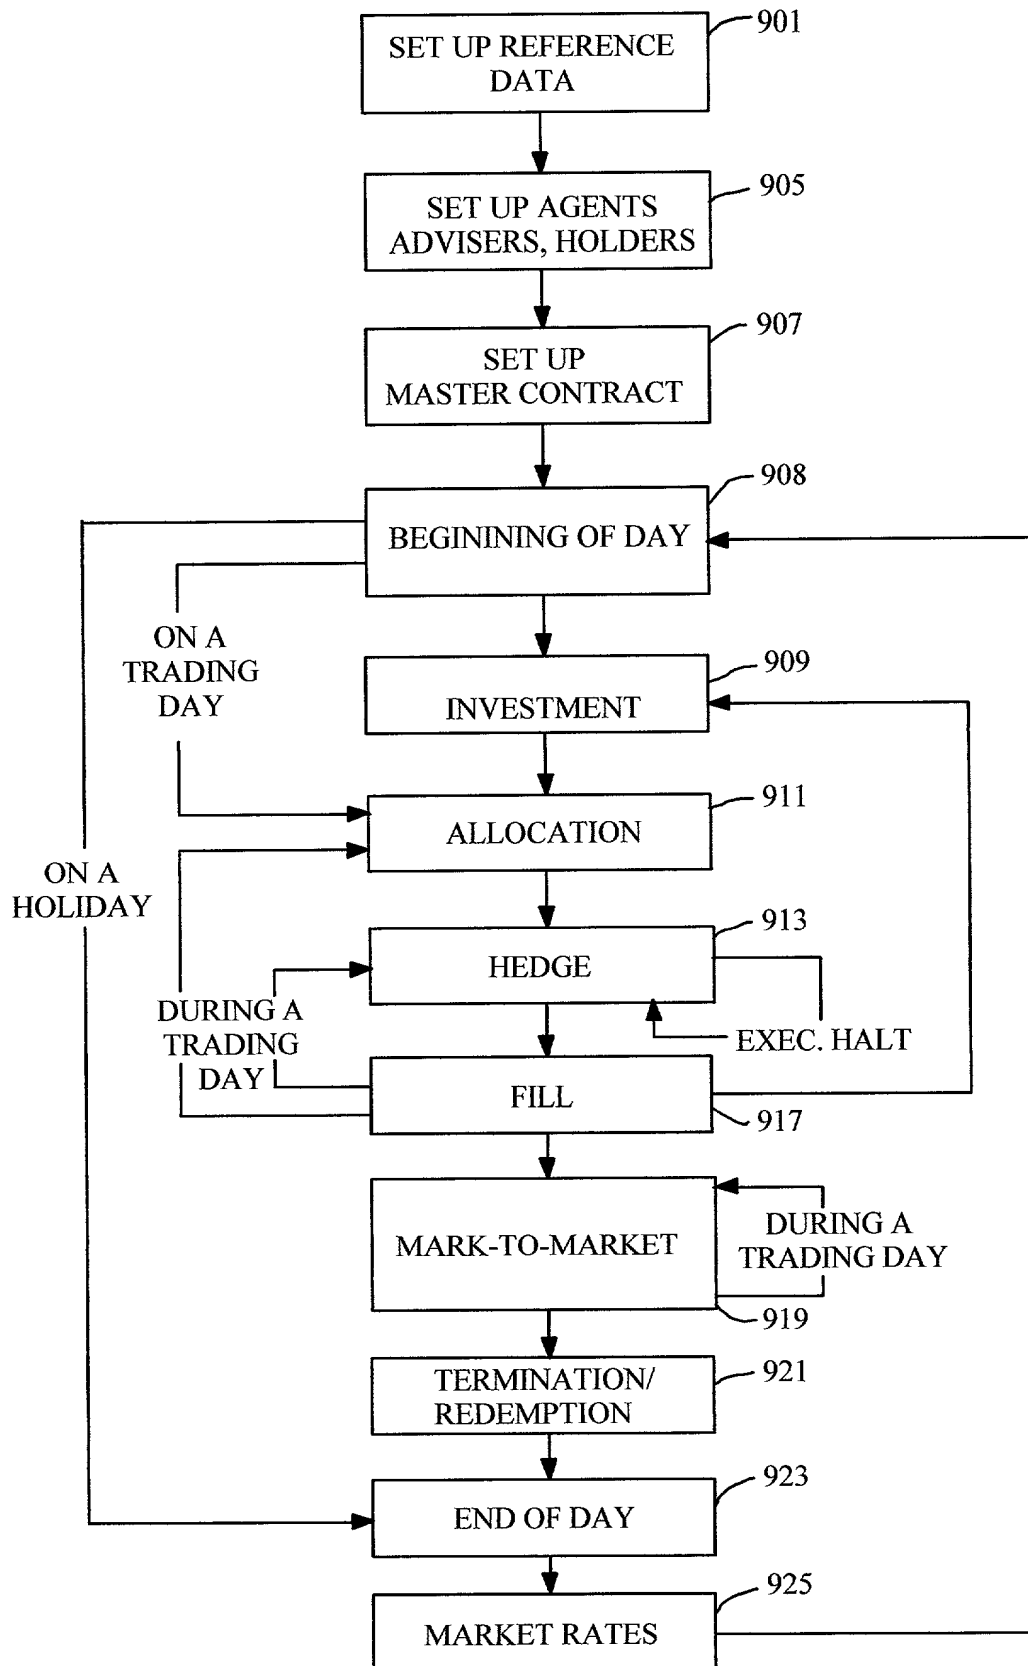 901
SET UP REFERENCE
DATA
905
SET UP AGENTS
ADVISERS, HOLDERS
907
SET UP
MASTER CONTRACT
908
BEGINING OF DAY
ON A
TRADING
DAY
909
INVESTMENT
911
ALLOCATION
ON A
HOLIDAY
913
HEDGE
DURING A
TRADING
DAY
EXEC. HALT
FILL
917
MARK-TO-MARKET
DURING A
TRADING DAY
919
TERMINATION/
REDEMPTION
921
923
END OF DAY
925
MARKET RATES